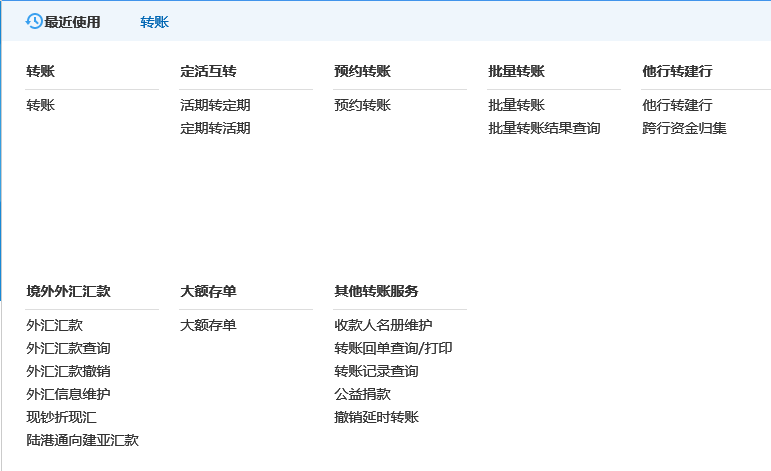 最近使用 转账
转账 定活互转 预约转账 批量转账 他行转建行
转账 活期转定期 预约转账 批量转账 他行转建行
定期转活期 批量转账结果查询 跨行资金归集
境外外汇汇款 大额存单 其他转账服务
外汇汇款 大额存单 收款人名册维护
外汇汇款查询 转账回单查询/打印
外汇汇款撤销 转账记录查询
外汇信息维护 公益捐款
现钞折现汇 撤销延时转账
陆港通向建亚汇款